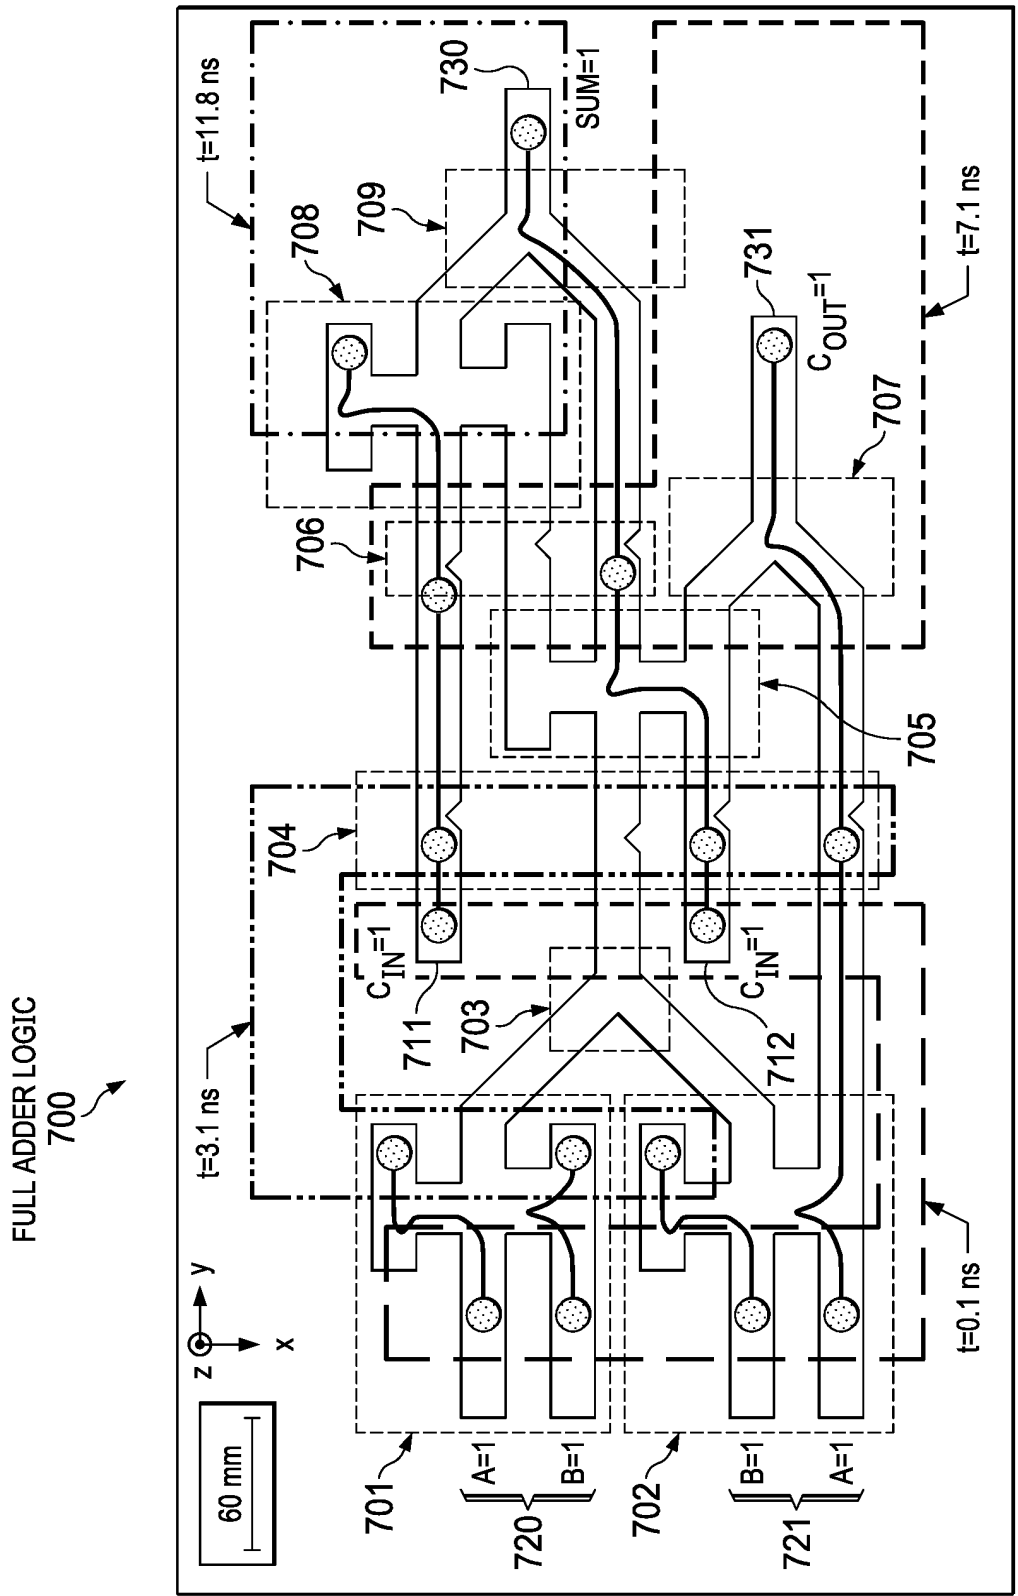 FULL ADDER LOGIC
700
60 mm
z
y
x
t=3.1 ns
t=11.8 ns
t=0.1 ns
t=7.1 ns
701
A=1
B=1
720
702
B=1
A=1
721
703
711
C_IN=1
712
C_IN=1
704
705
706
707
708
709
730
SUM=1
731
C_OUT=1